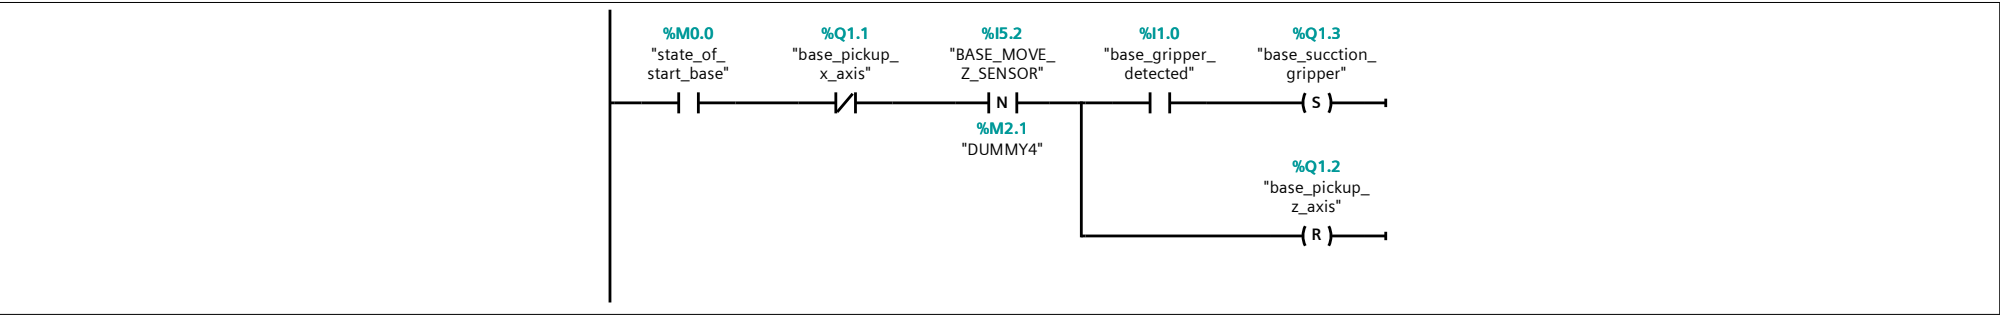 %M0.0
"state_of_
start_base"
%Q1.1
"base_pickup_
x_axis"
%I5.2
"BASE_MOVE_
Z_SENSOR"
N
%M2.1
"DUMMY4"
%I1.0
"base_gripper_
detected"
%Q1.3
"base_sucction_
gripper"
S
%Q1.2
"base_pickup_
z_axis"
R